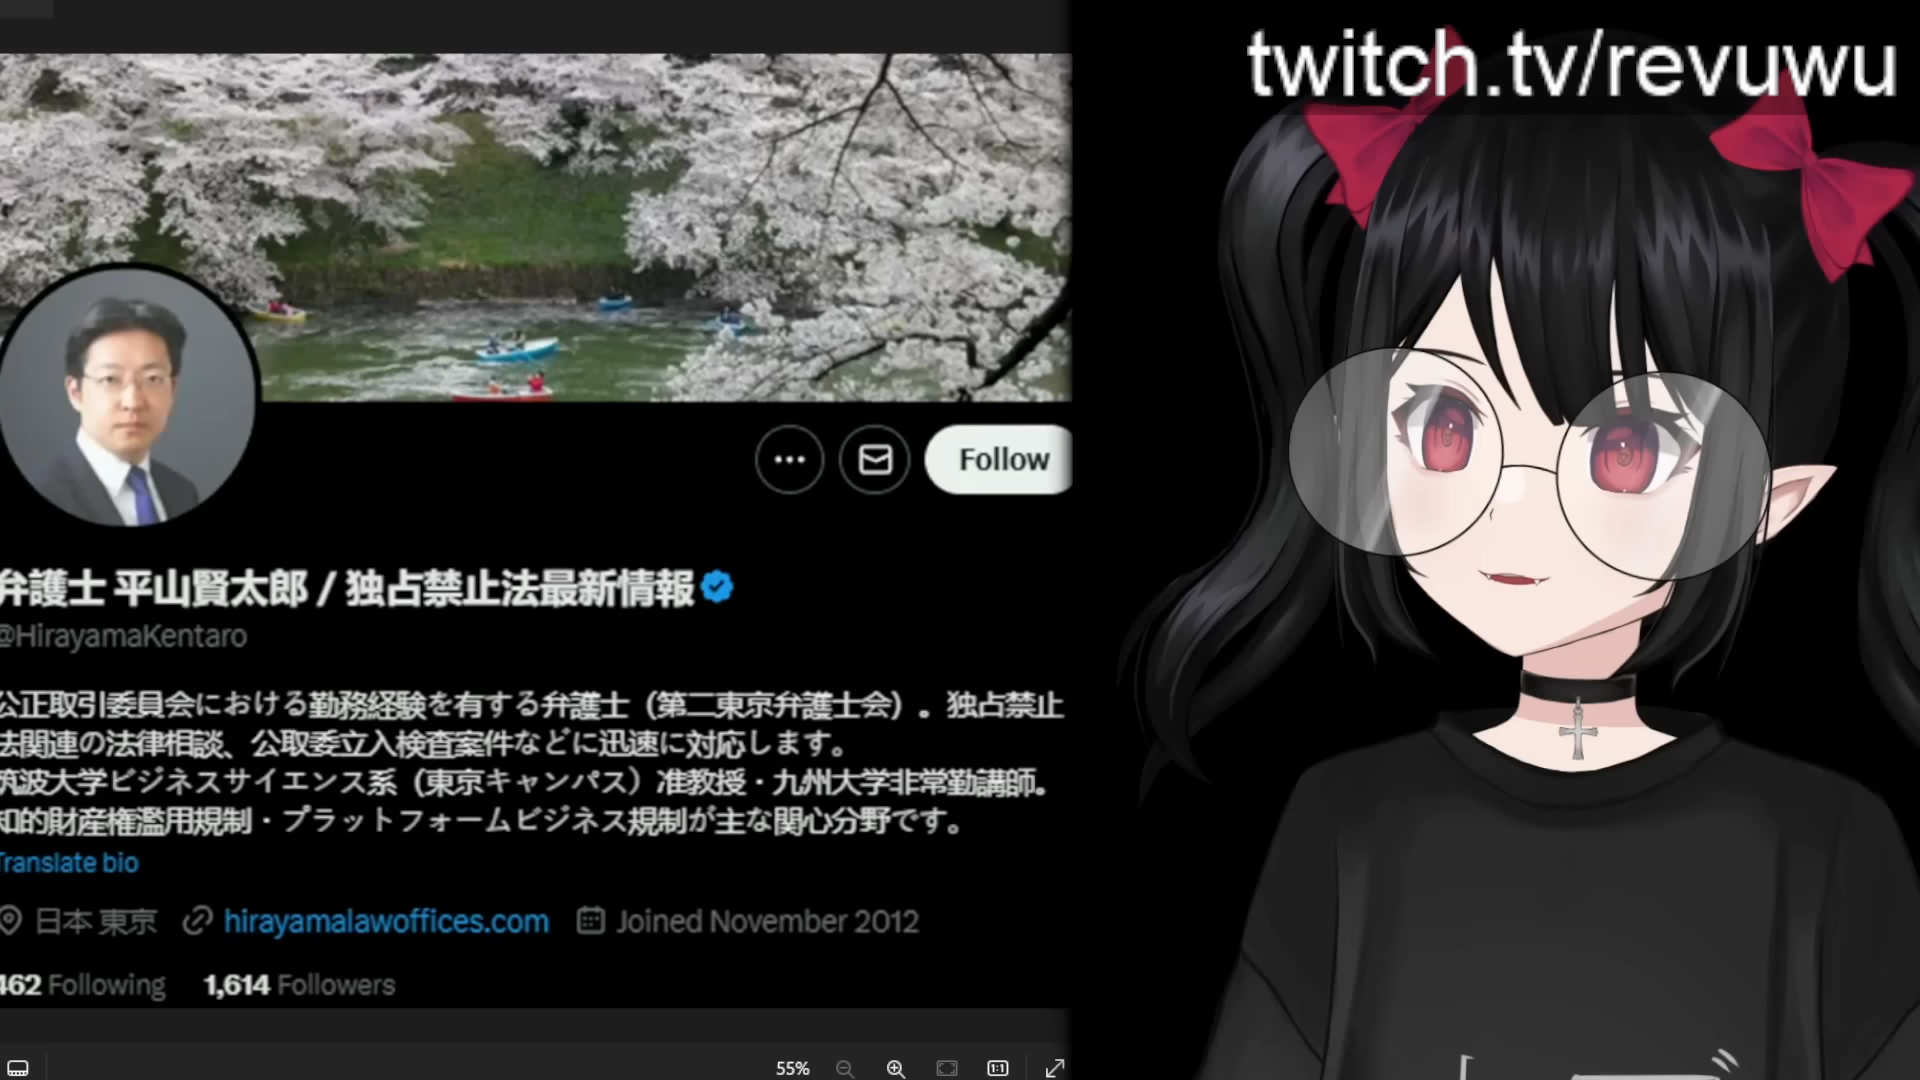 twitch.tv/revuwu
Follow
弁護士 平山賢太郎 / 独占禁止法最新情報
@HirayamaKentaro
公正取引委員会における勤務経験を有する弁護士（第二東京弁護士会）。独占禁止
法関連の法律相談、公取委立入検査案件などに迅速に対応します。
筑波大学ビジネスサイエンス系（東京キャンパス）准教授・九州大学非常勤講師。
知的財産権濫用規制・プラットフォームビジネス規制が主な関心分野です。
Translate bio
日本 東京 hirayamalawoffices.com Joined November 2012
462 Following 1,614 Followers
55%
1:1